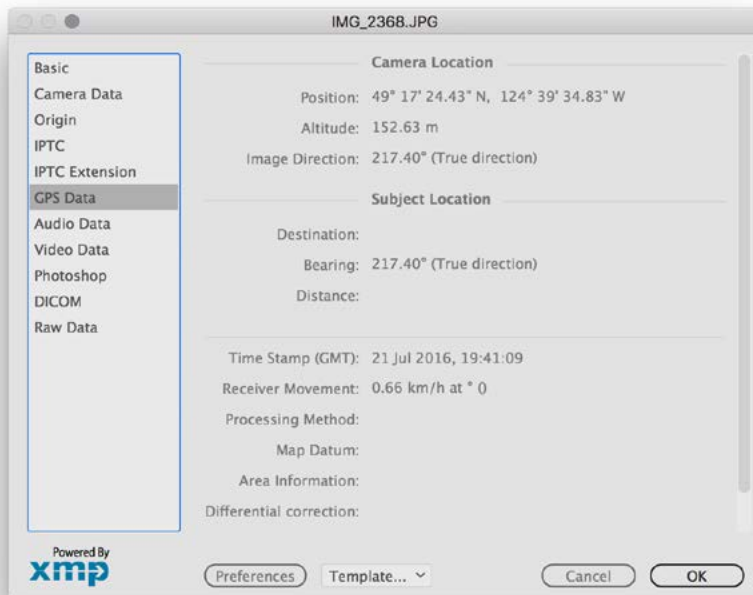 IMG_2368.JPG
Basic
Camera Data
Origin
IPTC
IPTC Extension
GPS Data
Audio Data
Video Data
Photoshop
DICOM
Raw Data
Camera Location
Position: 49° 17' 24.43" N, 124° 39' 34.83" W
Altitude: 152.63 m
Image Direction: 217.40° (True direction)
Subject Location
Destination:
Bearing: 217.40° (True direction)
Distance:
Time Stamp (GMT): 21 Jul 2016, 19:41:09
Receiver Movement: 0.66 km/h at ° ()
Processing Method:
Map Datum:
Area Information:
Differential correction:
Powered By
xmp
Preferences Template... Cancel OK